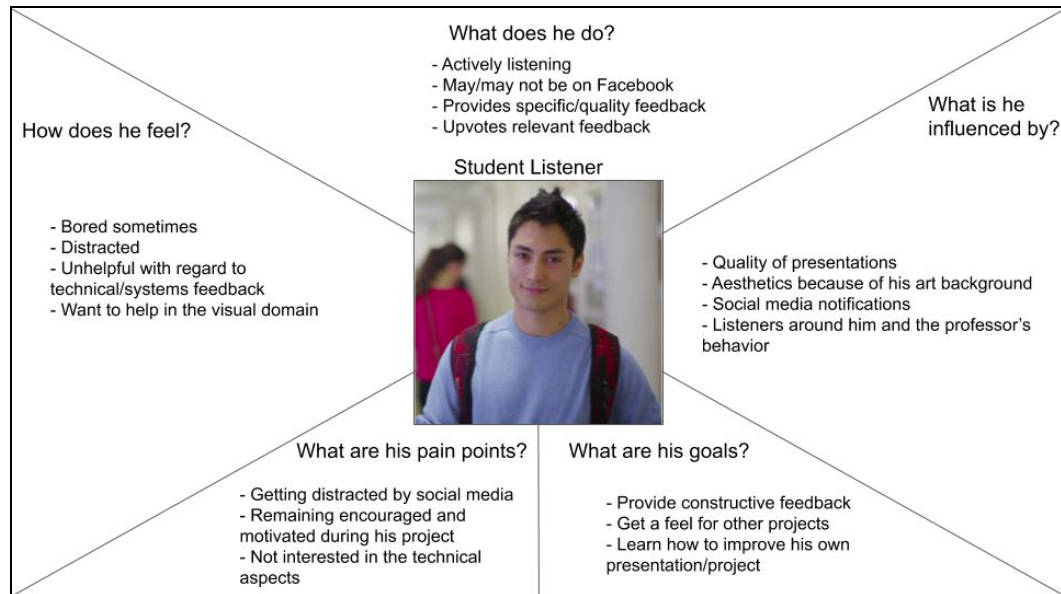 What does he do?
- Actively listening
- May/may not be on Facebook
- Provides specific/quality feedback
- Upvotes relevant feedback
How does he feel?
- Bored sometimes
- Distracted
- Unhelpful with regard to
technical/systems feedback
- Want to help in the visual domain
Student Listener
What is he
influenced by?
- Quality of presentations
- Aesthetics because of his art background
- Social media notifications
- Listeners around him and the professor's
behavior
What are his pain points?
- Getting distracted by social media
- Remaining encouraged and
motivated during his project
- Not interested in the technical
aspects
What are his goals?
- Provide constructive feedback
- Get a feel for other projects
- Learn how to improve his own
presentation/project